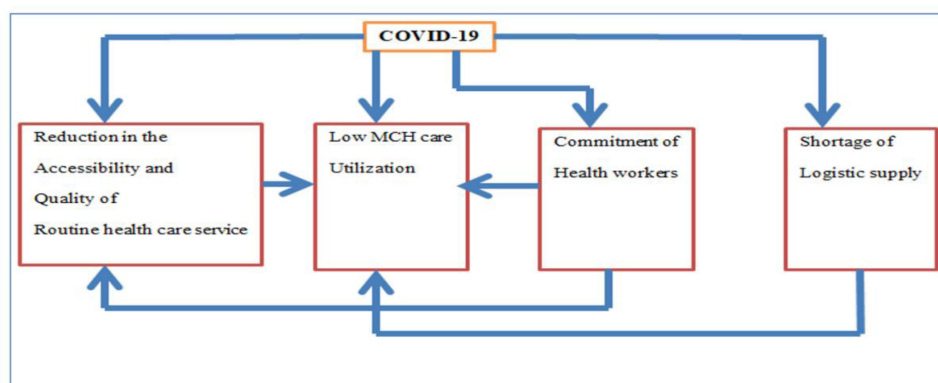 COVID-19
Reduction in the
Accessibility and
Quality of
Routine health care service
Low MCH care
Utilization
Commitment of
Health workers
Shortage of
Logistic supply